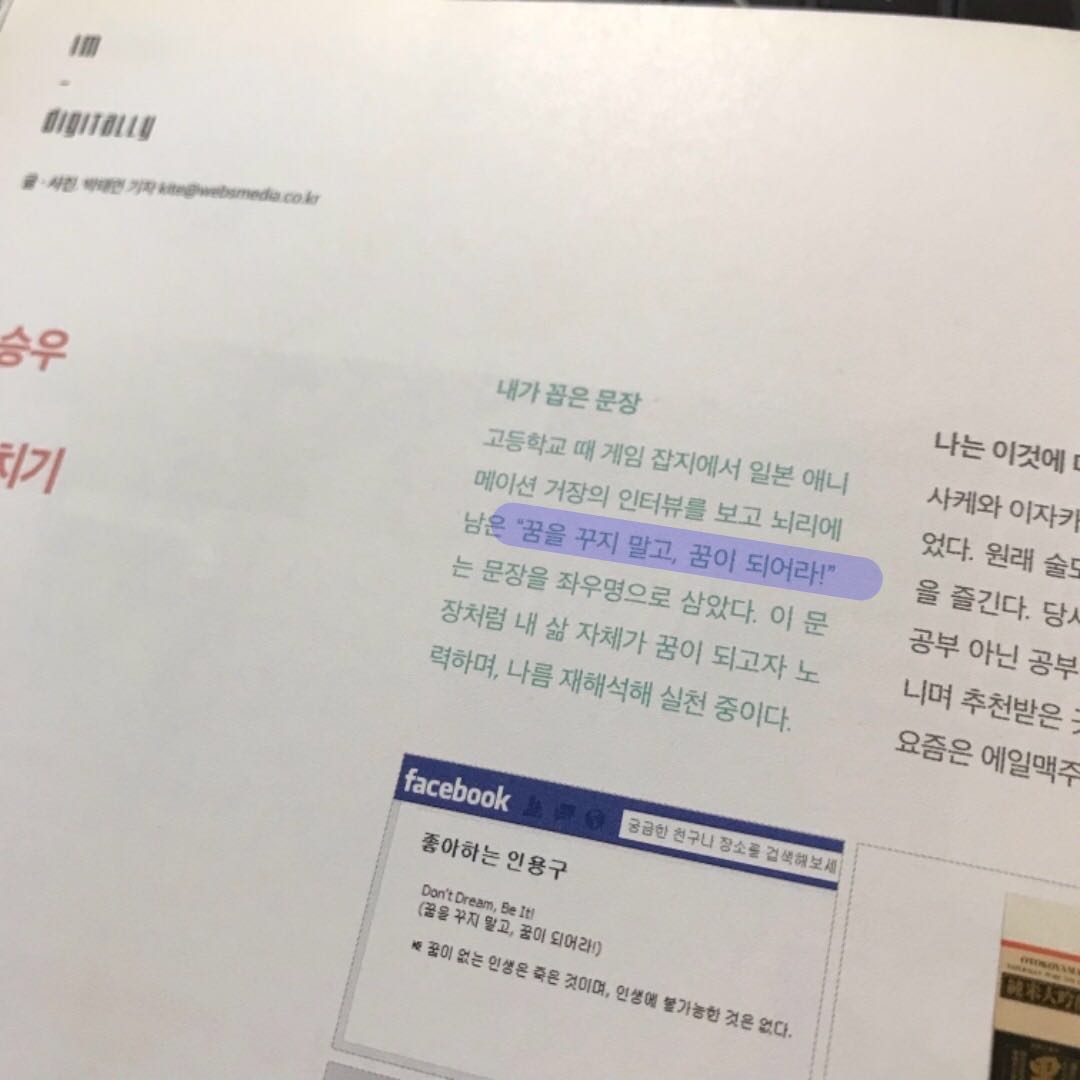 IM
-
DIGITALLY
글 · 사진. 박태연 기자 kite@websmedia.co.kr
승우
치기
내가 꼽은 문장
고등학교 때 게임 잡지에서 일본 애니
메이션 거장의 인터뷰를 보고 뇌리에
남은 “꿈을 꾸지 말고, 꿈이 되어라!”
는 문장을 좌우명으로 삼았다. 이 문
장처럼 내 삶 자체가 꿈이 되고자 노
력하며, 나름 재해석해 실천 중이다.
나는 이것에
사케와 이자카
었다. 원래 술도
을 즐긴다. 당시
공부 아닌 공부
니며 추천받은
요즘은 에일맥주
facebook
궁금한 친구나 장소를 검색해보세
좋아하는 인용구
Don't Dream, Be It!
(꿈을 꾸지 말고, 꿈이 되어라!)
꿈이 없는 인생은 죽은 것이며, 인생에 불가능한 것은 없다.
OTOKOYAMA
純米大吟